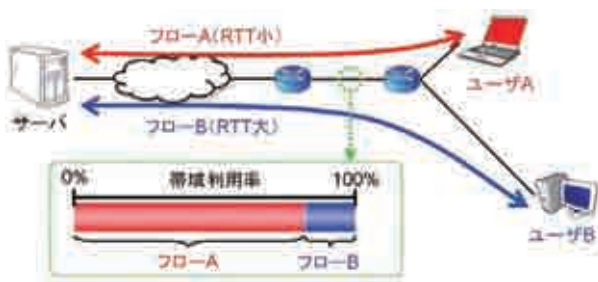 フローA(RTT小)
サーバ
ユーザA
フローB(RTT大)
0% 帯域利用率 100%
フローA フローB
ユーザB